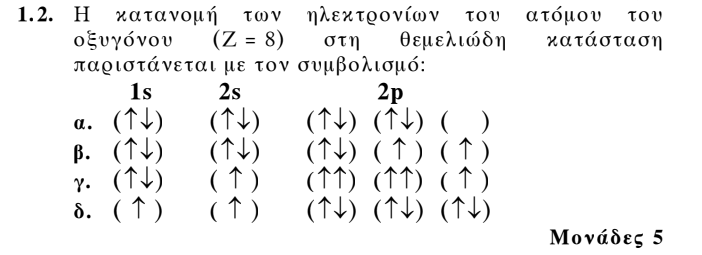 1.2. Η κατανομή των ηλεκτρονίων του ατόμου του
οξυγόνου (Z = 8) στη θεμελιώδη κατάσταση
παριστάνεται με τον συμβολισμό:
1s 2s 2p
α. (↑↓) (↑↓) (↑↓) (↑↓) ( )
β. (↑↓) (↑↓) (↑↓) ( ↑ ) ( ↑ )
γ. (↑↓) ( ↑ ) (↑↑) (↑↑) ( ↑ )
δ. ( ↑ ) ( ↑ ) (↑↓) (↑↓) (↑↓)
Μονάδες 5